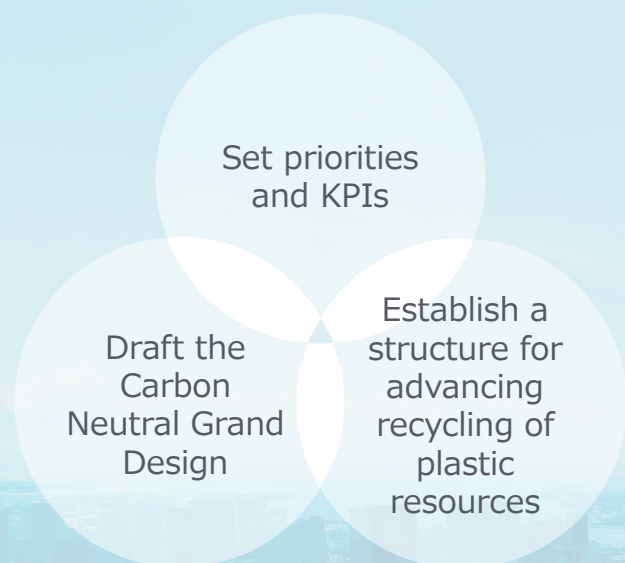 Set priorities
and KPIs
Draft the
Carbon
Neutral Grand
Design
Establish a
structure for
advancing
recycling of
plastic
resources